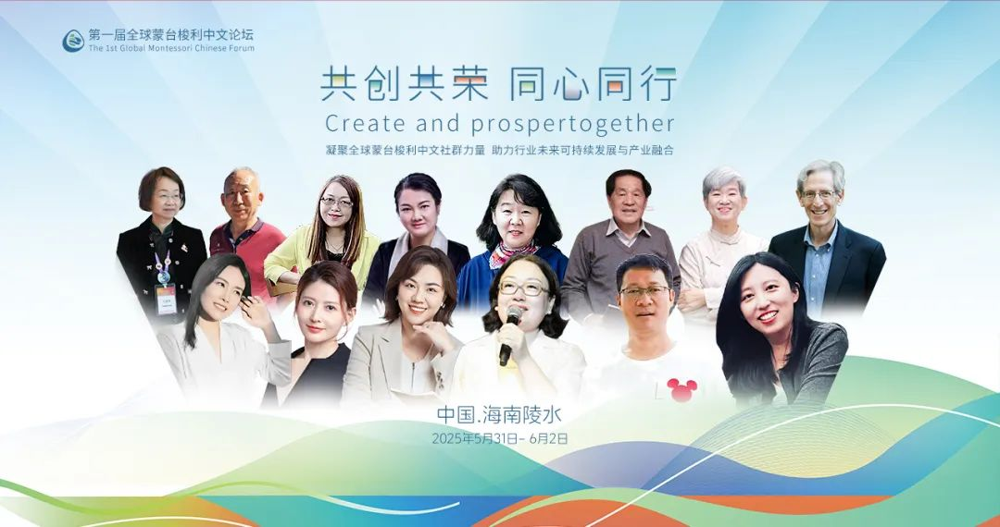 第一届全球蒙台梭利中文论坛
The 1st Global Montessori Chinese Forum
共创共荣 同心同行
Create and prospertogether
凝聚全球蒙台梭利中文社群力量 助力行业未来可持续发展与产业融合
中国.海南陵水
2025年5月31日- 6月2日